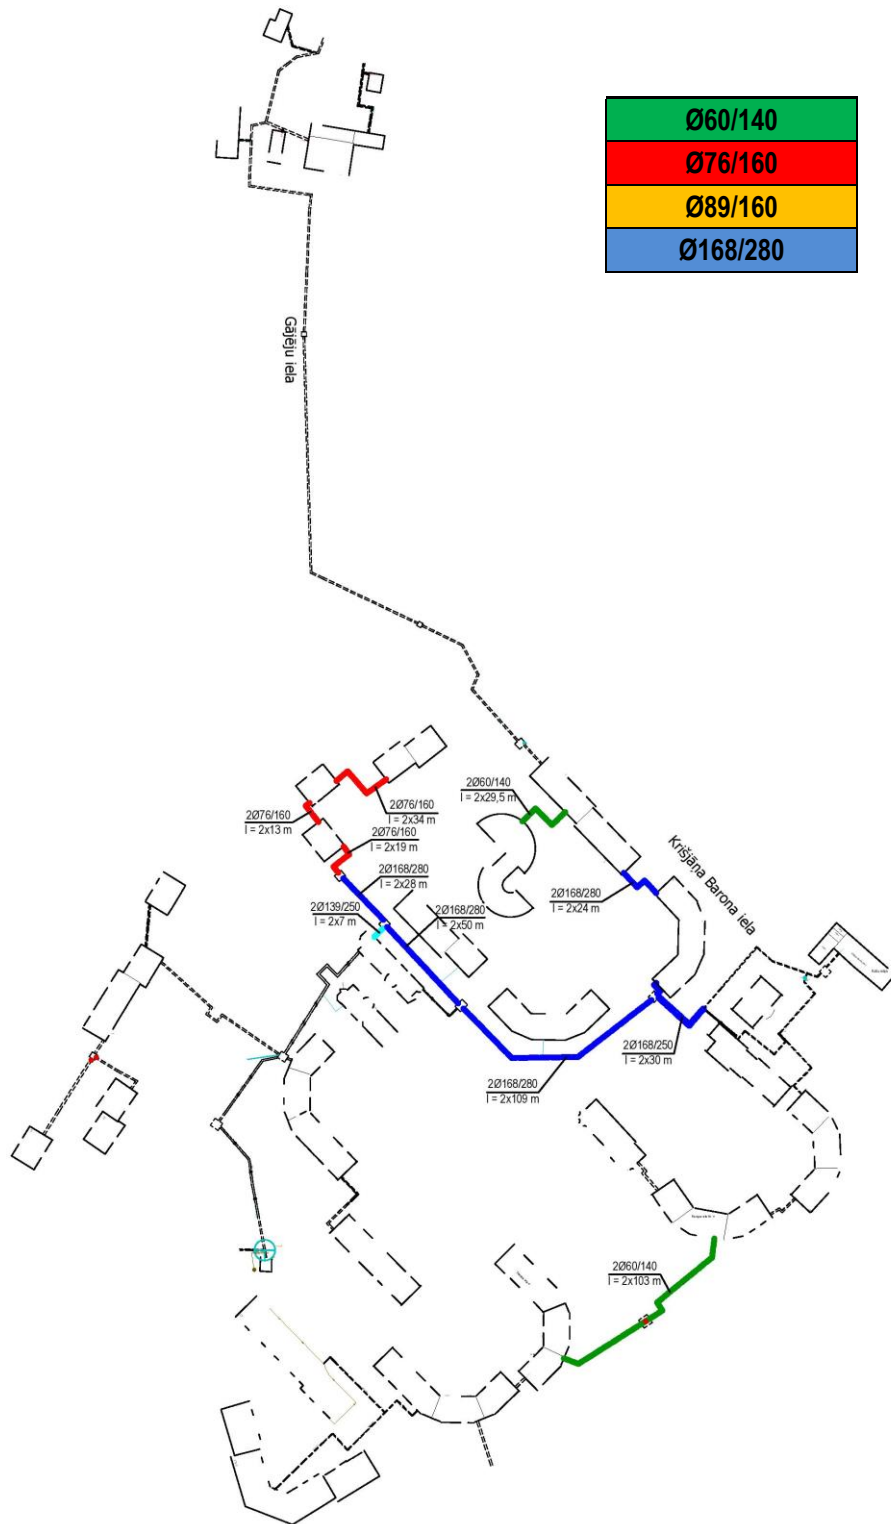 Ø60/140
Ø76/160
Ø89/160
Ø168/280
Gājēju iela
2Ø60/140
l = 2x29,5 m
2Ø76/160
l = 2x34 m
2Ø76/160
l = 2x13 m
2Ø76/160
l = 2x19 m
Krišjāņa Barona iela
2Ø168/280
l = 2x28 m
2Ø168/280
l = 2x24 m
2Ø139/250
l = 2x7 m
2Ø168/280
l = 2x50 m
2Ø168/250
l = 2x30 m
2Ø168/280
l = 2x109 m
2Ø60/140
l = 2x103 m